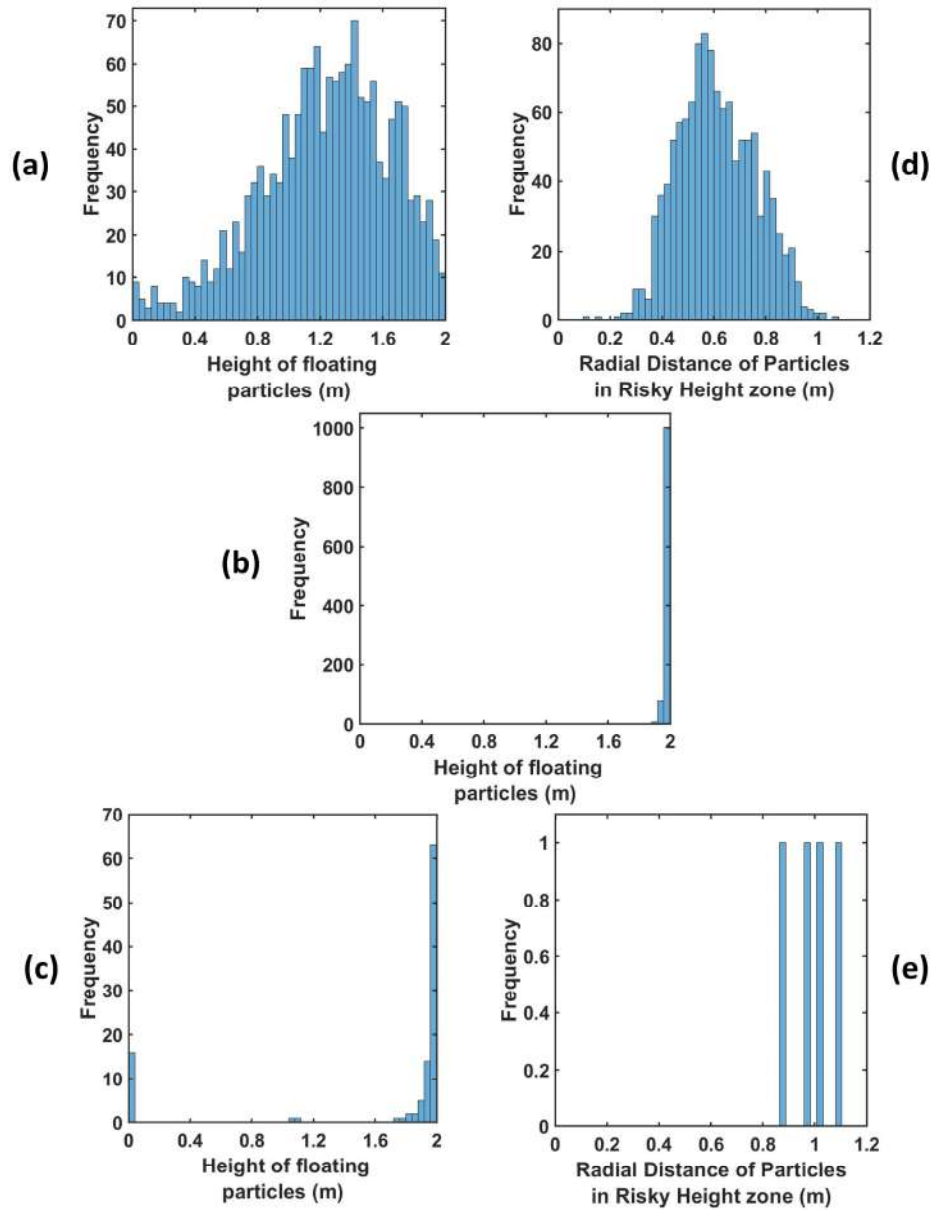 (a)
Frequency
70
60
50
40
30
20
10
0
0 0.4 0.8 1.2 1.6 2
Height of floating
particles (m)
(d)
Frequency
80
60
40
20
0
0 0.2 0.4 0.6 0.8 1 1.2
Radial Distance of Particles
in Risky Height zone (m)
(b)
Frequency
1000
800
600
400
200
0
0 0.4 0.8 1.2 1.6 2
Height of floating
particles (m)
(c)
Frequency
70
60
50
40
30
20
10
0
0 0.4 0.8 1.2 1.6 2
Height of floating
particles (m)
(e)
Frequency
1
0.8
0.6
0.4
0.2
0
0 0.2 0.4 0.6 0.8 1 1.2
Radial Distance of Particles
in Risky Height zone (m)